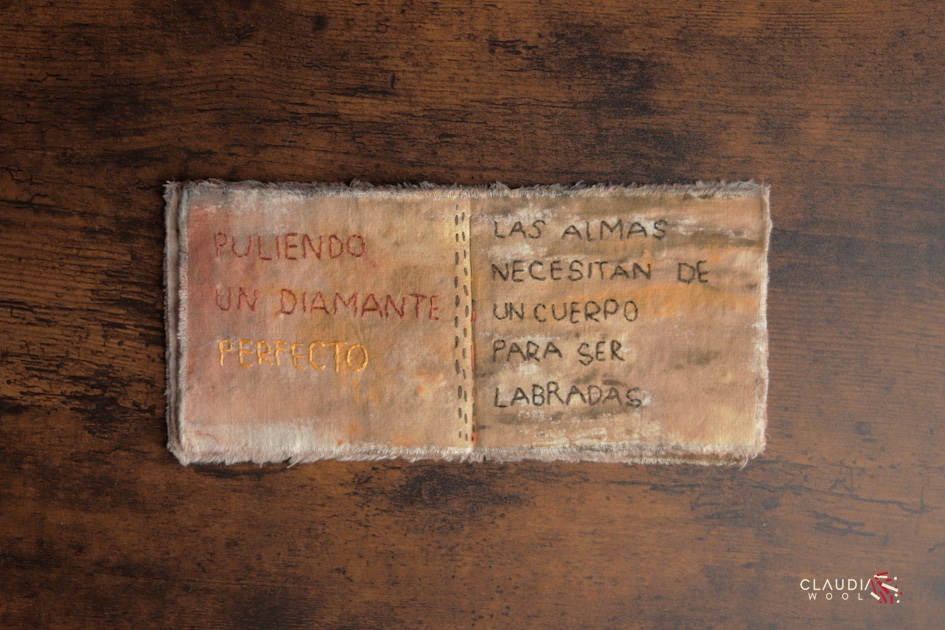 PULIENDO
UN DIAMANTE
PERFECTO
LAS ALMAS
NECESITAN DE
UN CUERPO
PARA SER
LABRADAS
CLAUDIA
WOOL